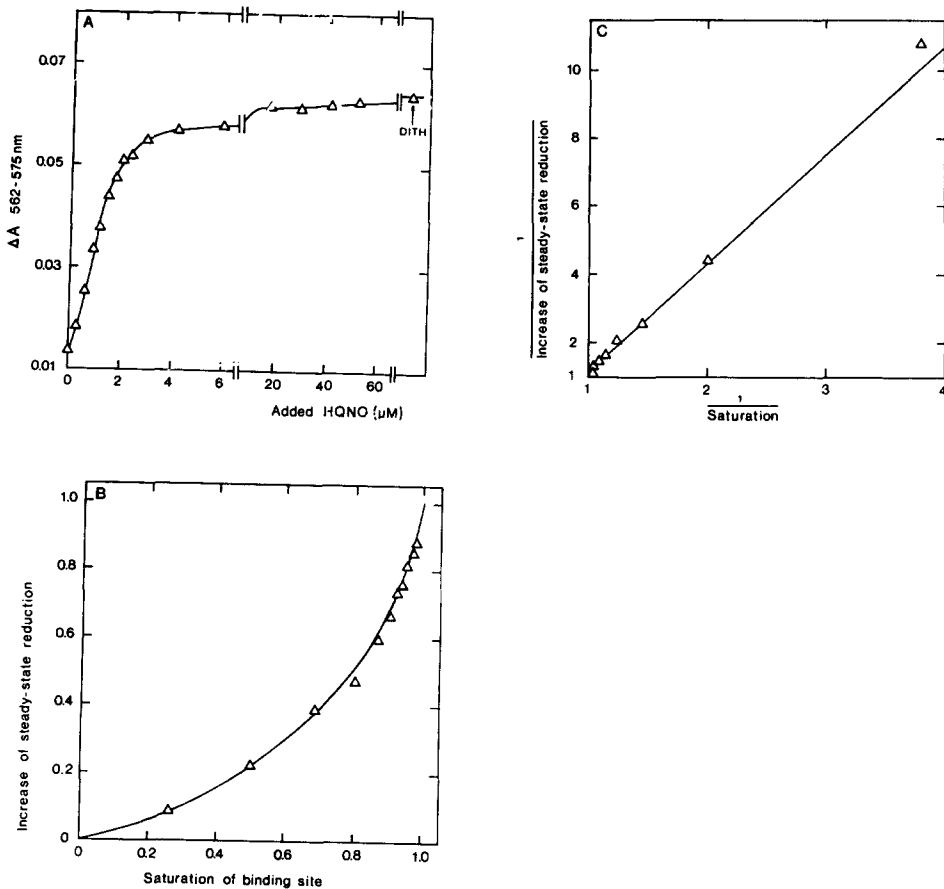 A
0.07
0.05
0.03
0.01
ΔA 562-575nm
DITH
0 2 4 6 20 40 60
Added HQNO (μM)
C
10
8
6
4
2
1
1
Increase of steady-state reduction
1 2 3 4
1
Saturation
B
1.0
0.8
0.6
0.4
0.2
0
Increase of steady-state reduction
0 0.2 0.4 0.6 0.8 1.0
Saturation of binding site